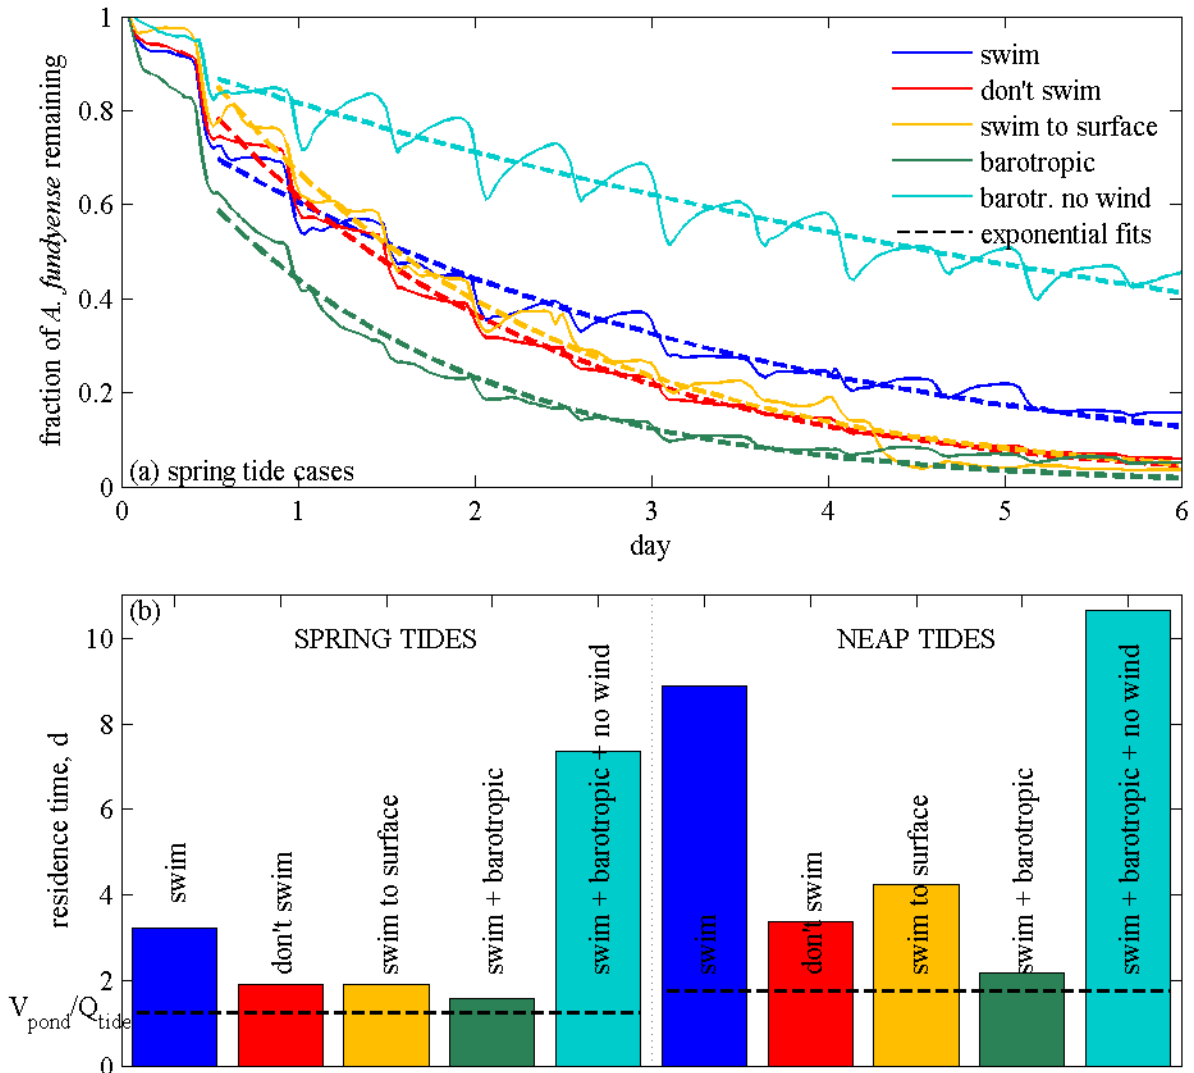 1
0.8
0.6
0.4
0.2
0
fraction of A. fundyense remaining
swim
don't swim
swim to surface
barotropic
barotr. no wind
exponential fits
(a) spring tide cases
0 1 2 3 4 5 6
day
(b)
SPRING TIDES
NEAP TIDES
10
8
6
4
2
0
residence time, d
V_pond/Q_tide
swim
don't swim
swim to surface
swim + barotropic
swim + barotropic + no wind
swim
don't swim
swim to surface
swim + barotropic
swim + barotropic + no wind